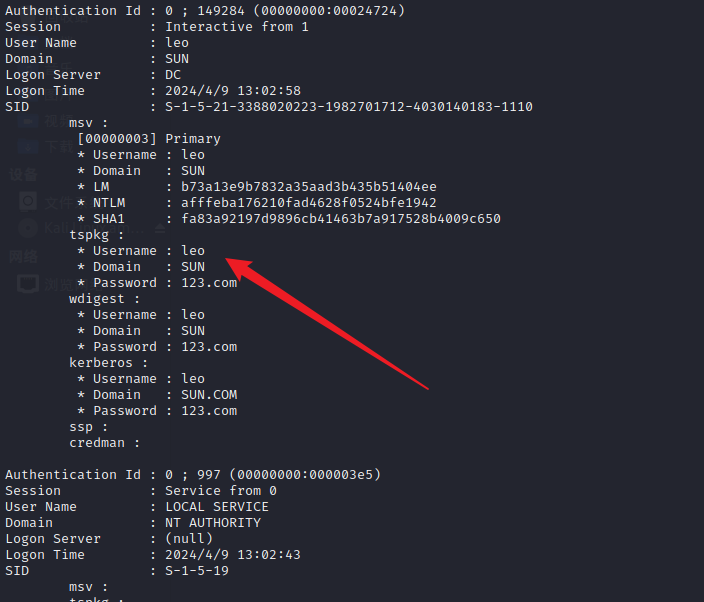 Authentication Id : 0 ; 149284 (00000000:00024724)
Session           : Interactive from 1
User Name         : leo
Domain            : SUN
Logon Server      : DC
Logon Time        : 2024/4/9 13:02:58
SID               : S-1-5-21-3388020223-1982701712-4030140183-1110
        msv :
         [00000003] Primary
         * Username : leo
         * Domain   : SUN
         * LM       : b73a13e9b7832a35aad3b435b51404ee
         * NTLM     : afffeba176210fad4628f0524bfe1942
         * SHA1     : fa83a92197d9896cb41463b7a917528b4009c650
        tspkg :
         * Username : leo
         * Domain   : SUN
         * Password : 123.com
        wdigest :
         * Username : leo
         * Domain   : SUN
         * Password : 123.com
        kerberos :
         * Username : leo
         * Domain   : SUN.COM
         * Password : 123.com
        ssp :
        credman :
Authentication Id : 0 ; 997 (00000000:000003e5)
Session           : Service from 0
User Name         : LOCAL SERVICE
Domain            : NT AUTHORITY
Logon Server      : (null)
Logon Time        : 2024/4/9 13:02:43
SID               : S-1-5-19
        msv :
        tspkg :